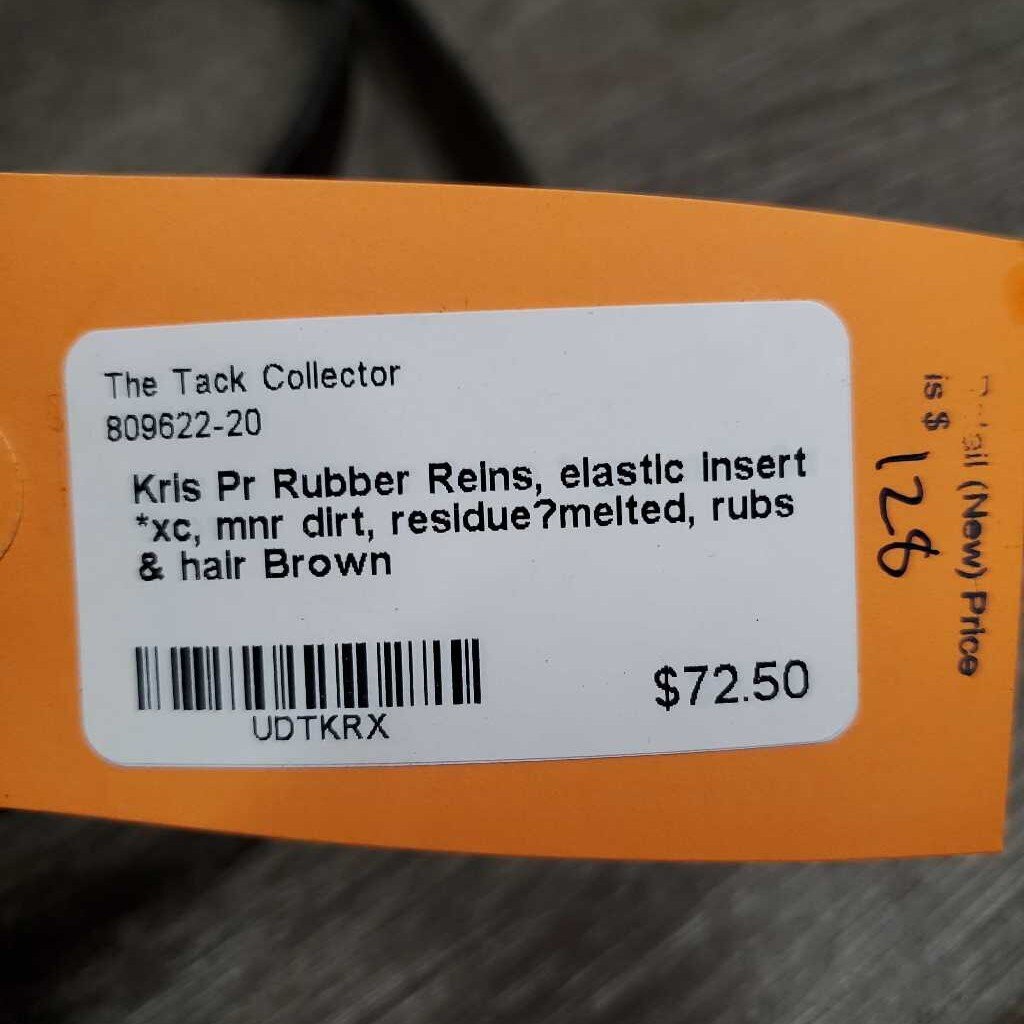 The Tack Collector
809622-20
Kris Pr Rubber Reins, elastic insert
*xc, mnr dirt, residue?melted, rubs
& hair Brown
UDTKRX
$72.50
(New) Price
is $
128